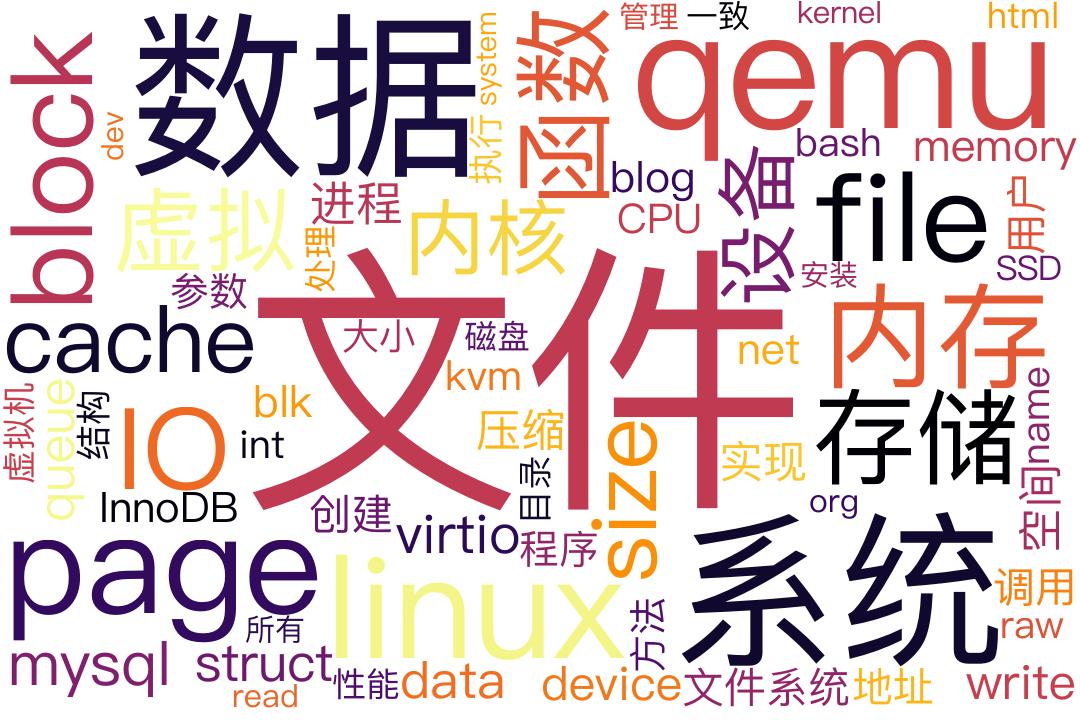 block
数据
system
函数
管理
一致
kernel
html
qemu
dev
执行
bash
memory
虚拟
进程
内核
blog
CPU
设备
file
用户
SSD
处理
参数
文件
安装
内存
cache
大小
磁盘
kvm
net
虚拟机
queue
结构
IO
blk
int
压缩
size
实现
存储
name
空间
InnoDB
创建
目录
virtio
程序
org
系统
page
linux
所有
方法
调用
raw
mysql
struct
read
性能
data
device
文件系统
地址
write